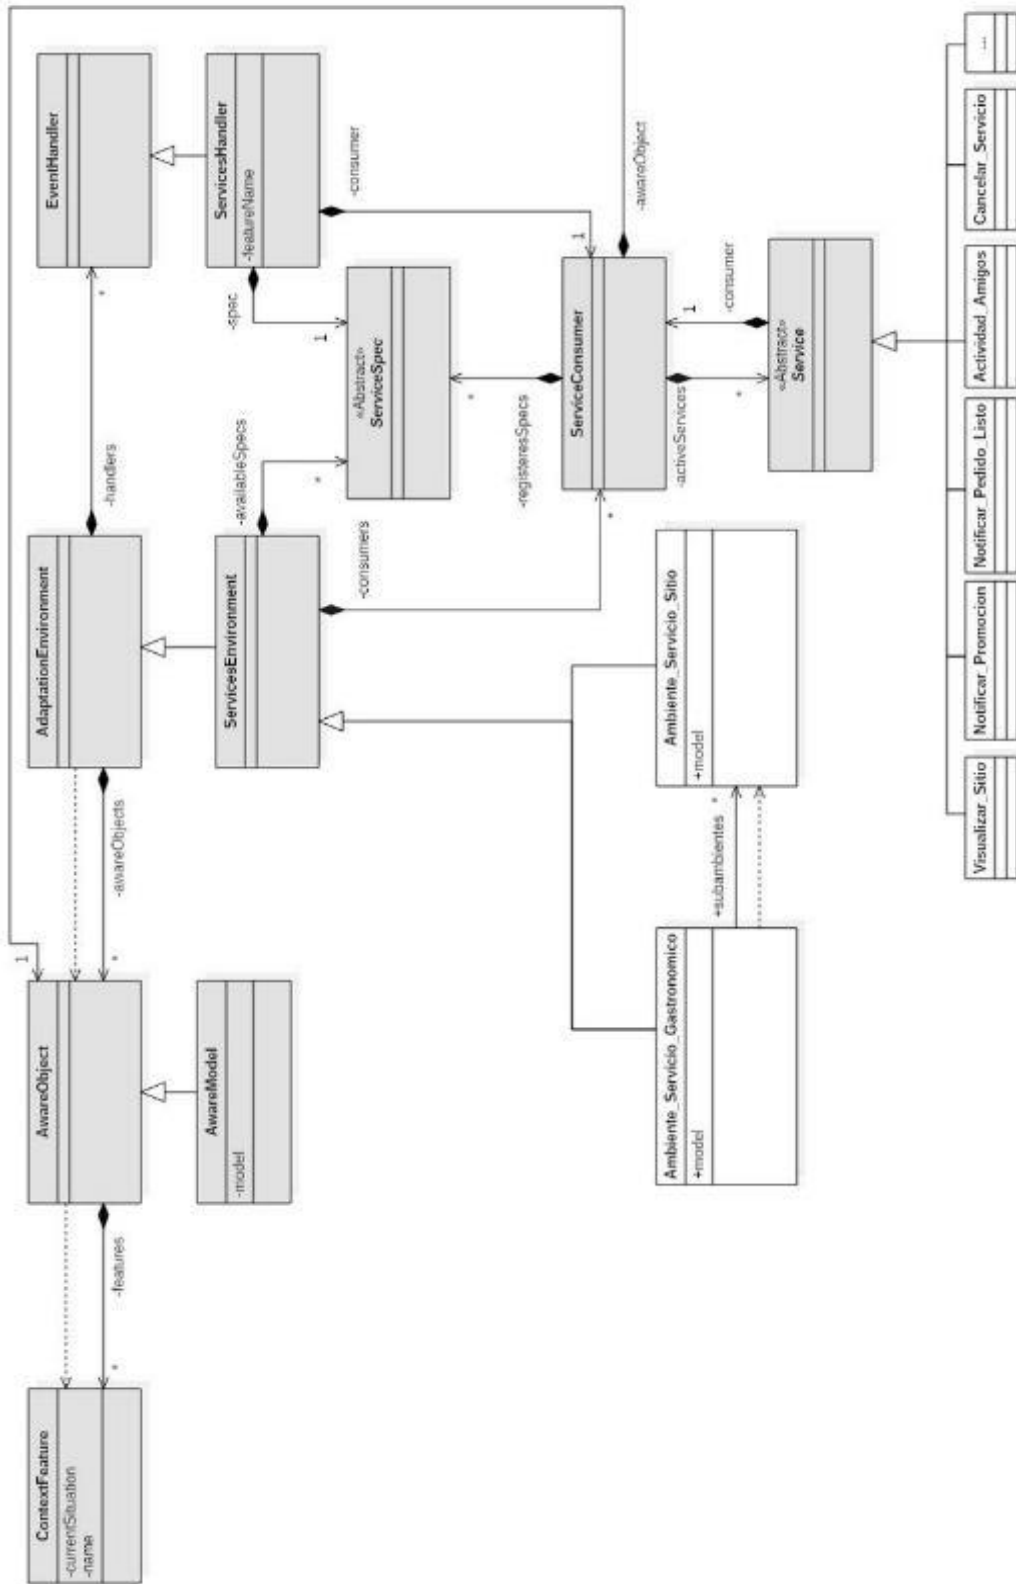 ContextFeature
-currentSituation
-name
-features
*
AwareObject
1
-awareObjects
*
AdaptationEnvironment
-handlers
*
EventHandler
AwareModel
-model
ServicesEnvironment
-availableSpecs
*
-consumers
*
ServicesHandler
-featureName
-spec
1
-consumer
1
«Abstract»
ServiceSpec
-registeresSpecs
*
ServiceConsumer
-awareObject
-activeServices
*
-consumer
1
«Abstract»
Service
Ambiente_Servicio_Gastronomico
+model
+subambientes
*
Ambiente_Servicio_Sitio
+model
Visualizar_Sitio
Notificar_Promocion
Notificar_Pedido_Listo
Actividad_Amigos
Cancelar_Servicio
...